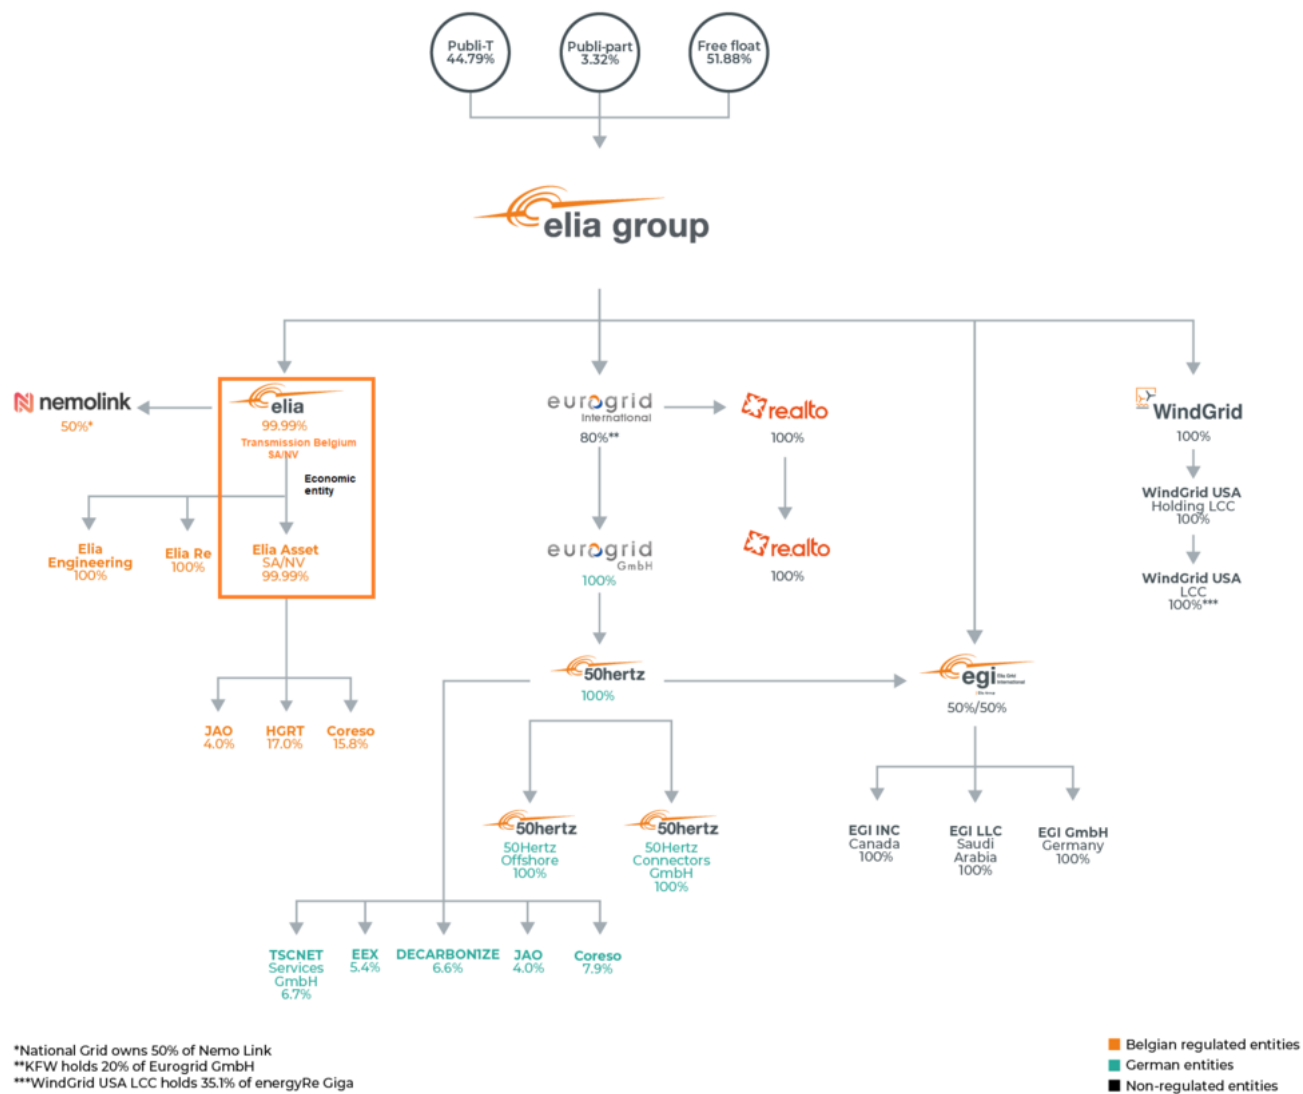 Publi-T
44.79%
Publi-part
3.32%
Free float
51.88%
elia group
nemolink
50%*
elia
99.99%
Transmission Belgium
SA/NV
Economic
entity
eurogrid
International
80%**
re.alto
100%
WindGrid
100%
WindGrid USA
Holding LCC
100%
Elia
Engineering
100%
Elia Re
100%
Elia Asset
SA/NV
99.99%
eurogrid
GmbH
100%
re.alto
100%
WindGrid USA
LCC
100%***
50hertz
100%
egi
50%/50%
JAO
4.0%
HGRT
17.0%
Coreso
15.8%
50hertz
50Hertz
Offshore
100%
50hertz
50Hertz
Connectors
GmbH
100%
EGI INC
Canada
100%
EGI LLC
Saudi
Arabia
100%
EGI GmbH
Germany
100%
TSCNET
Services
GmbH
6.7%
EEX
5.4%
DECARBON1ZE
6.6%
JAO
4.0%
Coreso
7.9%
*National Grid owns 50% of Nemo Link
**KFW holds 20% of Eurogrid GmbH
***WindGrid USA LCC holds 35.1% of energyRe Giga
Belgian regulated entities
German entities
Non-regulated entities